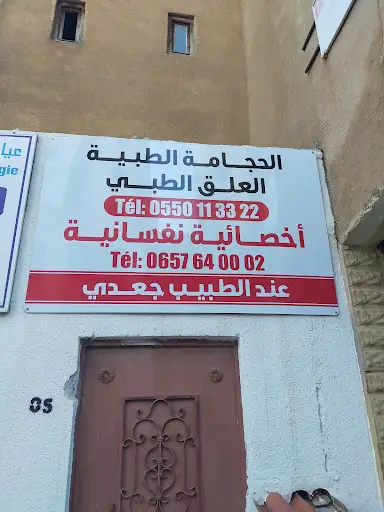 الحجامة الطبية
العلق الطبي
Tél: 0550 11 33 22
أخصائية نفسانية
Tél: 0657 64 00 02
عند الطبيب جعدي
35